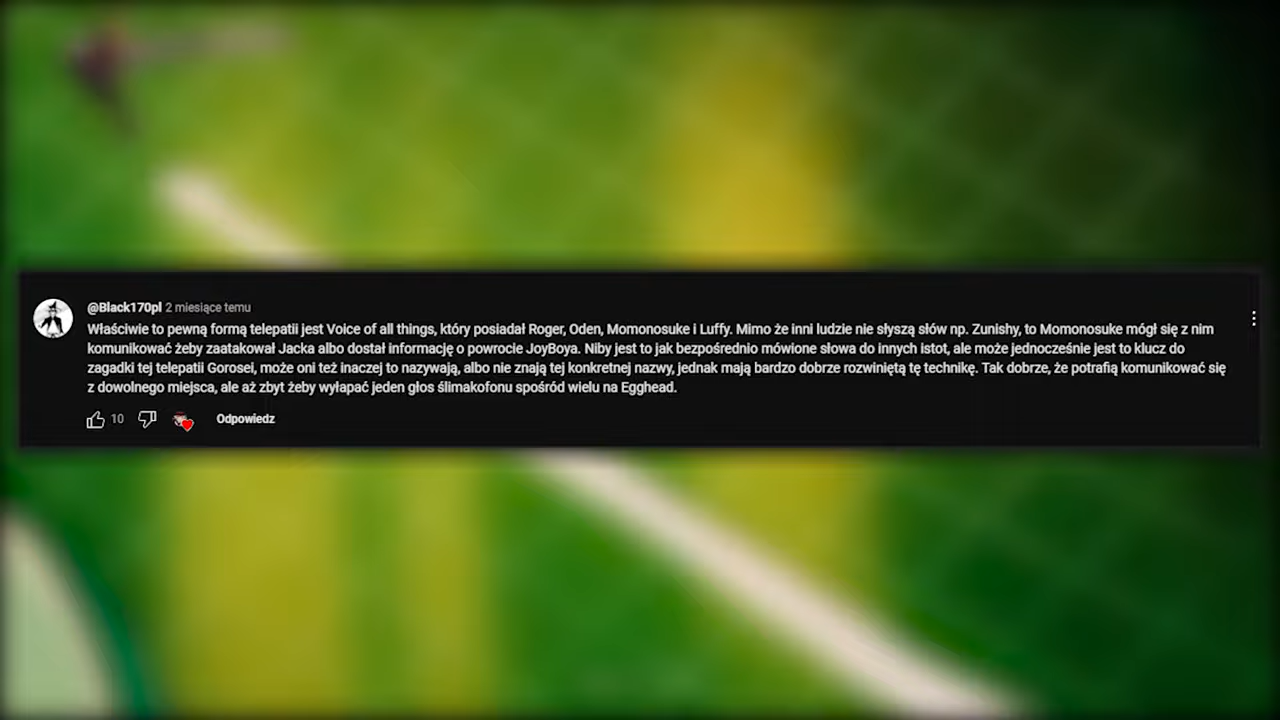 @Black170pl 2 miesiące temu
Właściwie to pewną formą telepatii jest Voice of all things, który posiadał Roger, Oden, Momonosuke i Luffy. Mimo że inni ludzie nie słyszą słów np. Zunishy, to Momonosuke mógł się z nim
komunikować żeby zaatakował Jacka albo dostał informację o powrocie JoyBoya. Niby jest to jak bezpośrednio mówione słowa do innych istot, ale może jednocześnie jest to klucz do
zagadki tej telepatii Gorosei, może oni też inaczej to nazywają, albo nie znają tej konkretnej nazwy, jednak mają bardzo dobrze rozwiniętą tę technikę. Tak dobrze, że potrafią komunikować się
z dowolnego miejsca, ale aż zbyt żeby wyłapać jeden głos ślimakofonu spośród wielu na Egghead.
10 Odpowiedz